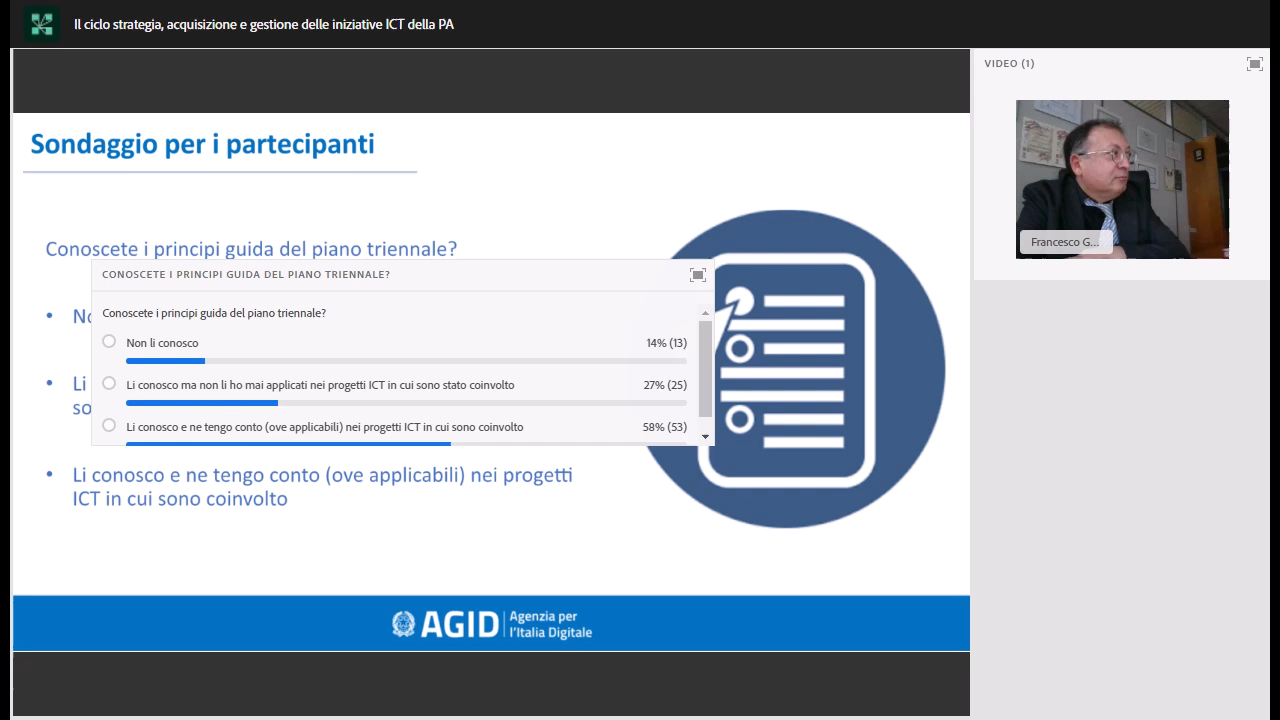 Il ciclo strategia, acquisizione e gestione delle iniziative ICT della PA
VIDEO (1)
Francesco G...
Sondaggio per i partecipanti
Conoscete i principi guida del piano triennale?
CONOSCETE I PRINCIPI GUIDA DEL PIANO TRIENNALE?
Conoscete i principi guida del piano triennale?
Non li conosco 14% (13)
Li conosco ma non li ho mai applicati nei progetti ICT in cui sono stato coinvolto 27% (25)
Li conosco e ne tengo conto (ove applicabili) nei progetti ICT in cui sono coinvolto 58% (53)
• Li
• Li conosco e ne tengo conto (ove applicabili) nei progetti
ICT in cui sono coinvolto
AGID
Agenzia per
l'Italia Digitale